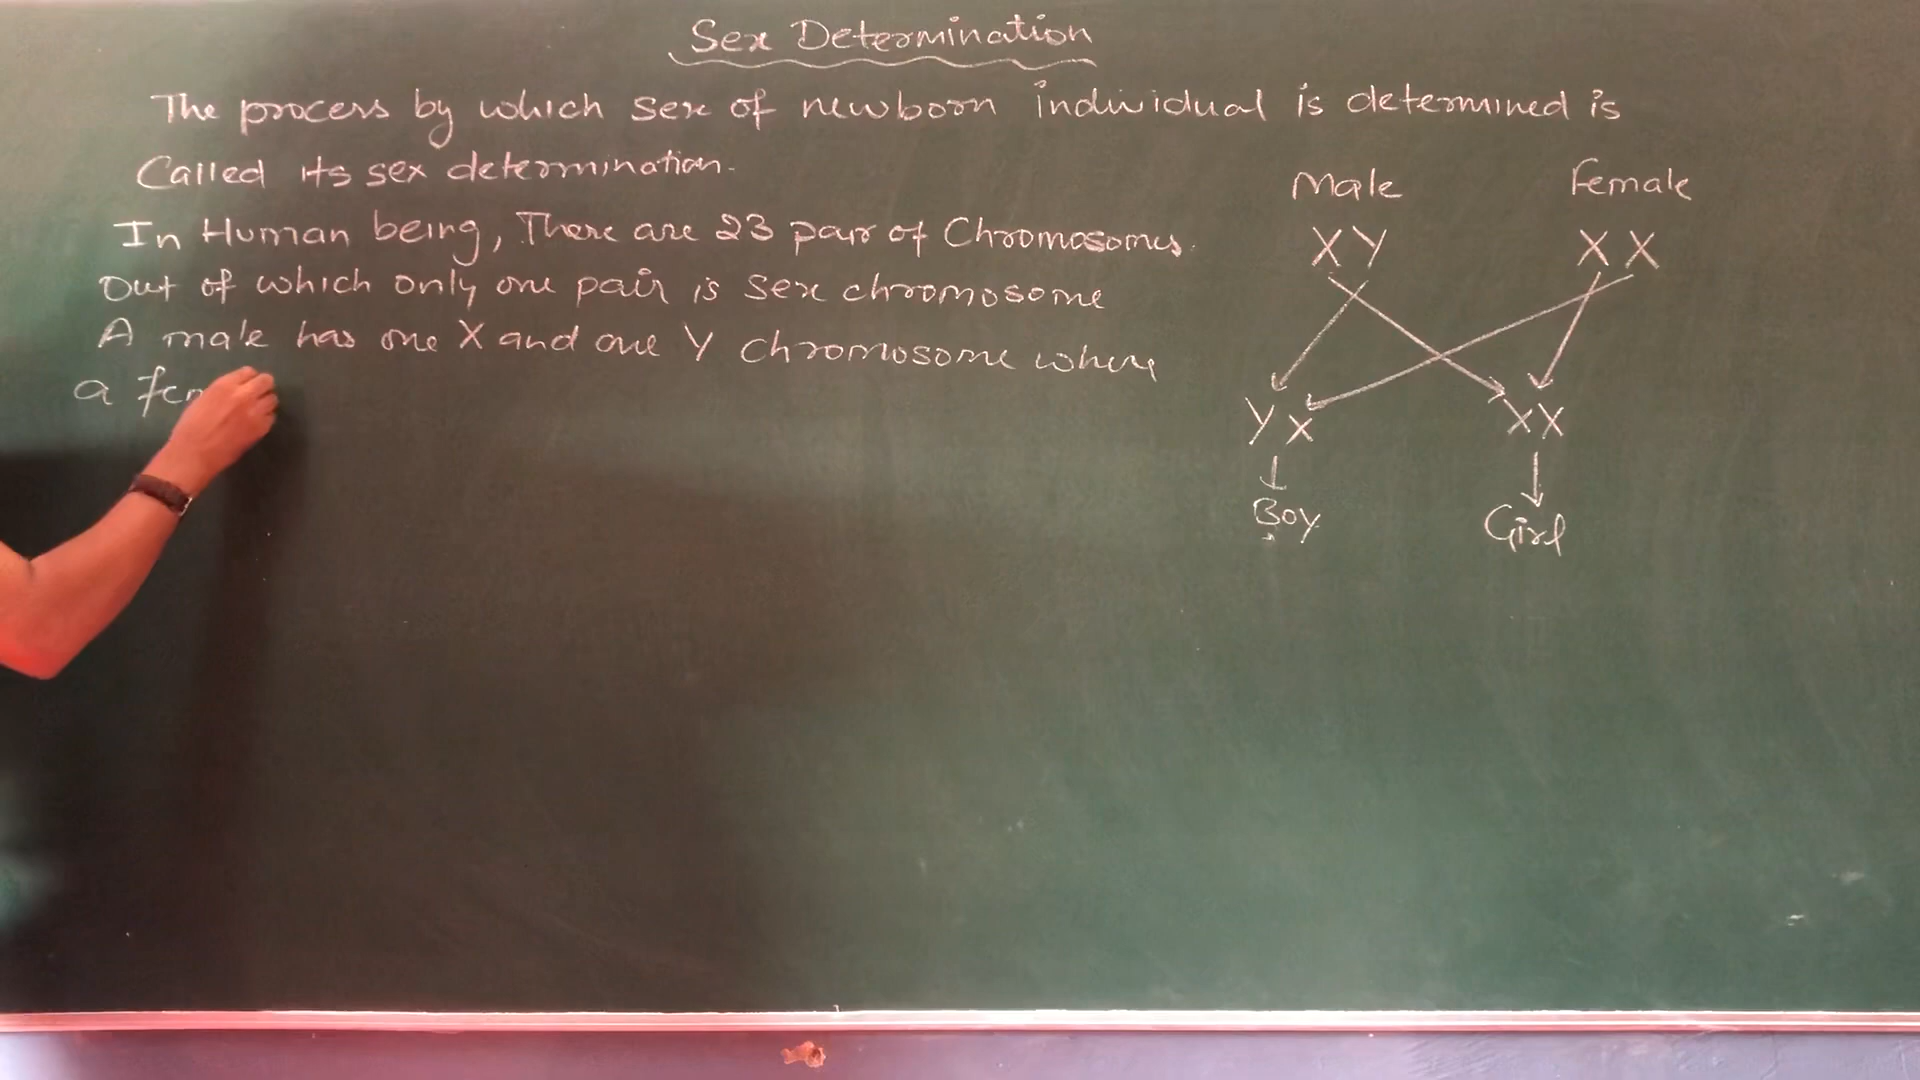 Sex Determination
The process by which sex of newborn individual is determined is
Called its sex determination.
In Human being, There are 23 pair of Chromosomes.
Out of which only one pair is sex chromosome
A male has one X and one Y chromosome where
a fem
Male Female
XY XX
YX XX
Boy Girl